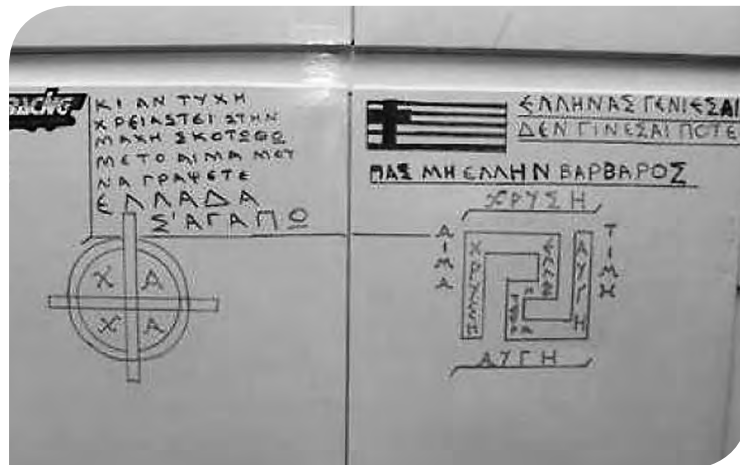 RACING
ΚΙ ΑΝ ΤΥΧΗ
ΧΡΕΙΑΣΤΕΙ ΣΤΗΝ
ΜΑΧΗ ΣΚΟΤΩΘΩ
ΜΕ ΤΟ ΑΙΜΑ ΜΟΥ
ΝΑ ΓΡΑΨΕΤΕ
ΕΛΛΑΔΑ
Σ'ΑΓΑΠΩ
Χ Α
Χ Α
ΕΛΛΗΝΑΣ ΓΕΝΙΕΣΑΙ
ΔΕΝ ΓΙΝΕΣΑΙ ΠΟΤΕ
ΠΑΣ ΜΗ ΕΛΛΗΝ ΒΑΡΒΑΡΟΣ
ΧΡΥΣΗ
ΑΙΜΑ
ΧΡΥΣΗ
ΑΥΓΗ
ΤΙΜΗ
ΑΥΓΗ